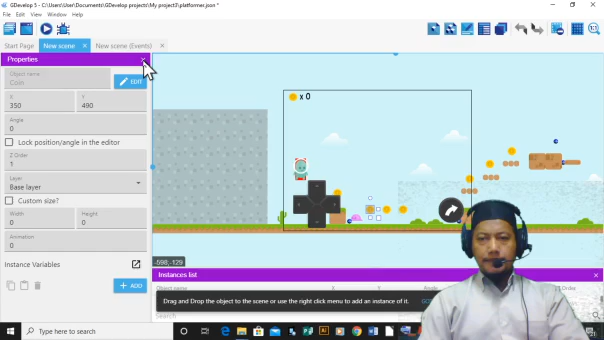 GDevelop 5 - C:\Users\User\Documents\GDevelop projects\My project3\platformer.json *
File Edit View Window Help
Start Page
New scene
New scene (Events)
Properties
Object name
Coin
EDIT
X
350
Y
490
Angle
0
Lock position/angle in the editor
Z Order
Layer
Base layer
Custom size?
Width
0
Height
0
Animation
0
Instance Variables
+ ADD
x 0
-598;-129
Instances list
Object name
X
Y
Angle
Order
Drag and Drop the object to the scene or use the right click menu to add an instance of it.
Search
Type here to search